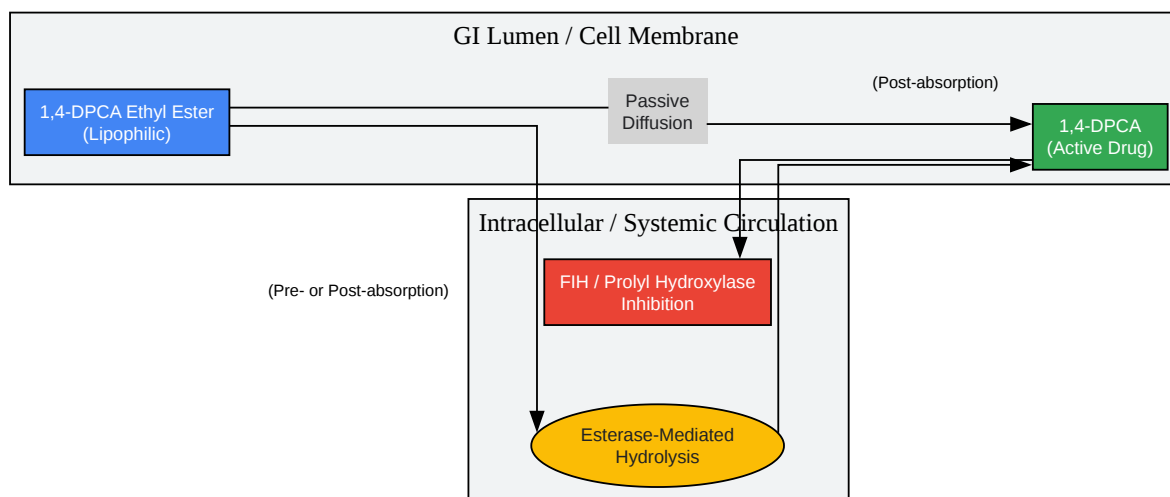 GI Lumen / Cell Membrane
1,4-DPCA Ethyl Ester
(Lipophilic)
Passive
Diffusion
(Post-absorption)
1,4-DPCA
(Active Drug)
Intracellular / Systemic Circulation
FIH / Prolyl Hydroxylase
Inhibition
(Pre- or Post-absorption)
Esterase-Mediated
Hydrolysis